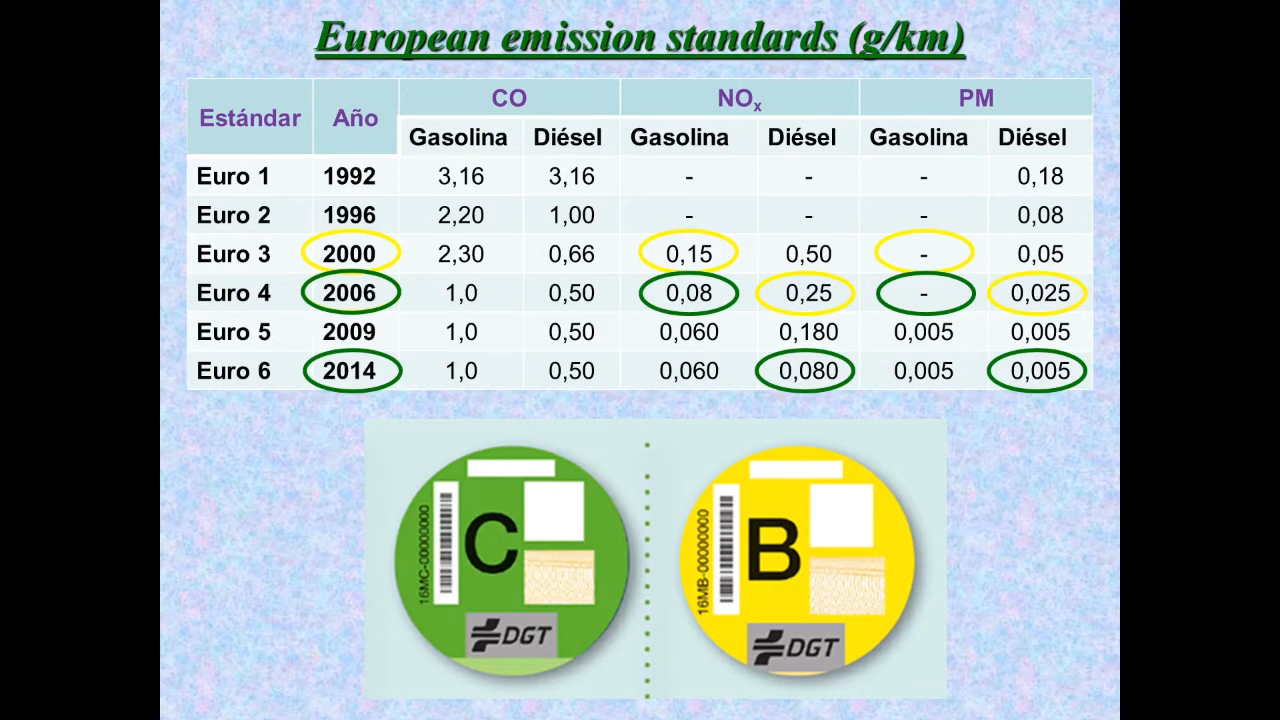 European emission standards (g/km)
Estándar Año CO NOx PM
Gasolina Diésel Gasolina Diésel Gasolina Diésel
Euro 1 1992 3,16 3,16 - - - 0,18
Euro 2 1996 2,20 1,00 - - - 0,08
Euro 3 2000 2,30 0,66 0,15 0,50 - 0,05
Euro 4 2006 1,0 0,50 0,08 0,25 - 0,025
Euro 5 2009 1,0 0,50 0,060 0,180 0,005 0,005
Euro 6 2014 1,0 0,50 0,060 0,080 0,005 0,005
16MC-00000000
C
DGT
16MB-00000000
B
DGT